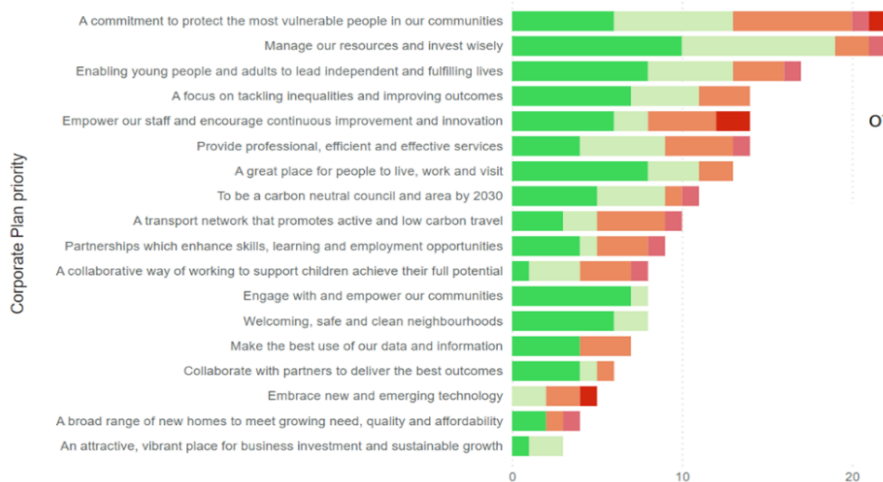 A commitment to protect the most vulnerable people in our communities
Manage our resources and invest wisely
Enabling young people and adults to lead independent and fulfilling lives
A focus on tackling inequalities and improving outcomes
Empower our staff and encourage continuous improvement and innovation
Provide professional, efficient and effective services
A great place for people to live, work and visit
To be a carbon neutral council and area by 2030
A transport network that promotes active and low carbon travel
Partnerships which enhance skills, learning and employment opportunities
A collaborative way of working to support children achieve their full potential
Engage with and empower our communities
Welcoming, safe and clean neighbourhoods
Make the best use of our data and information
Collaborate with partners to deliver the best outcomes
Embrace new and emerging technology
A broad range of new homes to meet growing need, quality and affordability
An attractive, vibrant place for business investment and sustainable growth
Corporate Plan priority
0 10 20